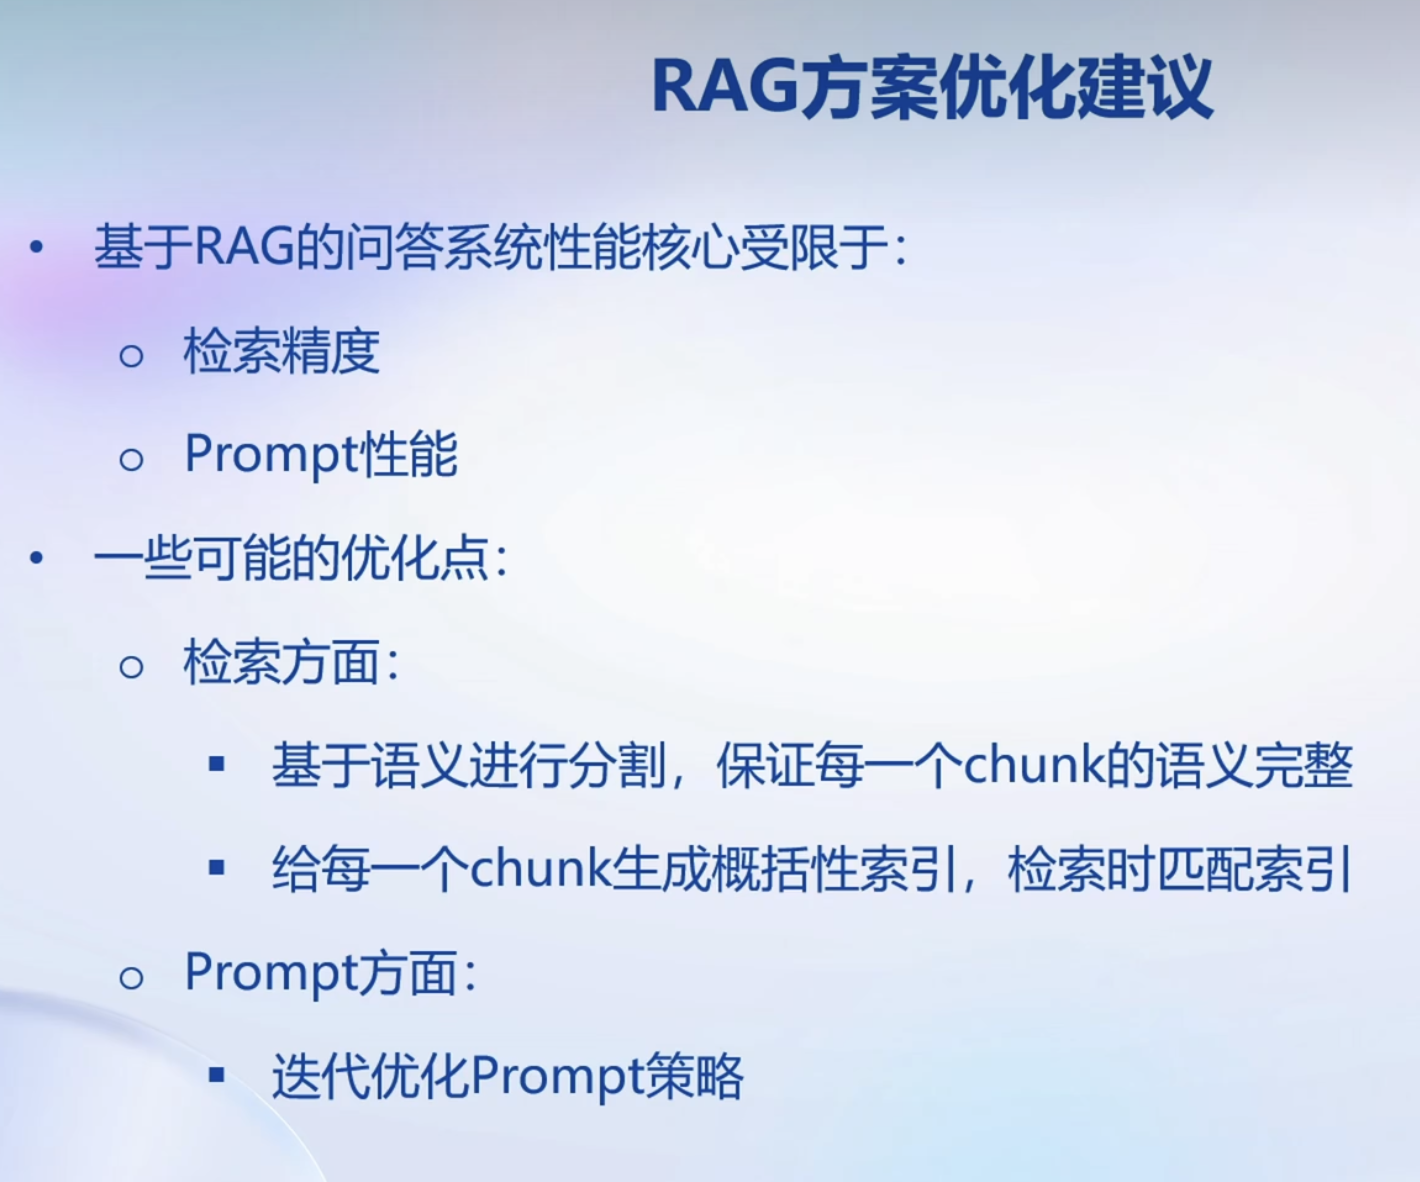 RAG方案优化建议
• 基于RAG的问答系统性能核心受限于：
o 检索精度
o Prompt性能
• 一些可能的优化点：
o 检索方面：
▪ 基于语义进行分割，保证每一个chunk的语义完整
▪ 给每一个chunk生成概括性索引，检索时匹配索引
o Prompt方面：
▪ 迭代优化Prompt策略